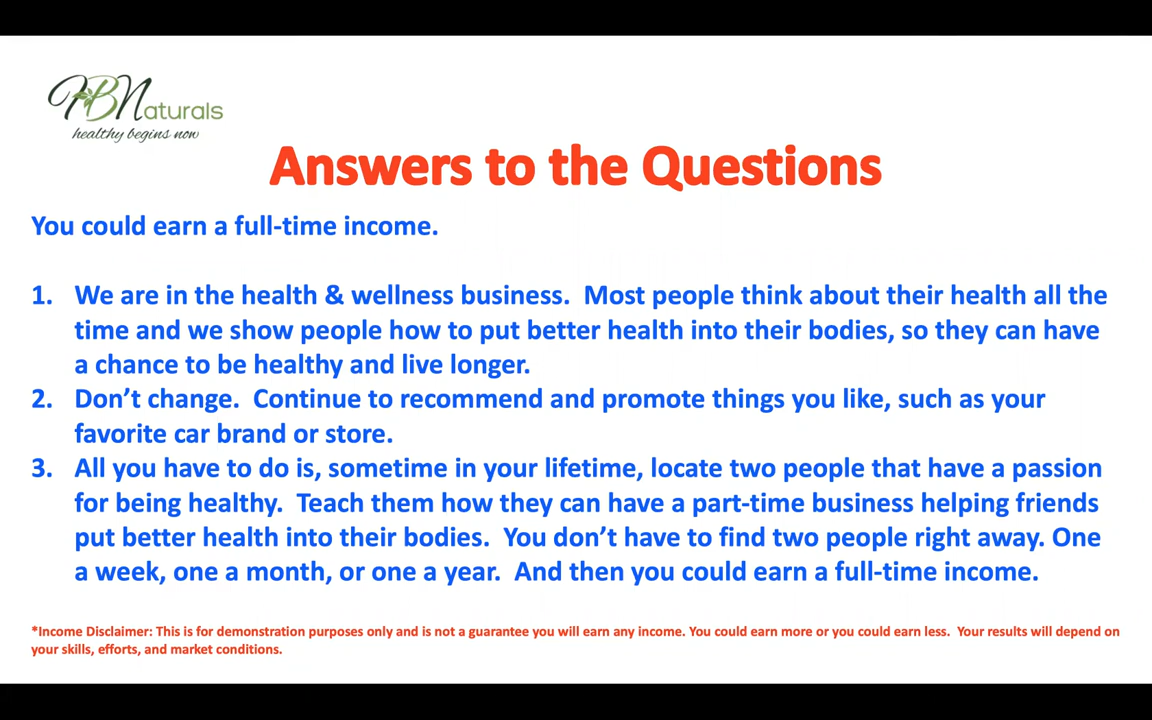 HBNaturals
healthy begins now
Answers to the Questions
You could earn a full-time income.
1. We are in the health & wellness business.  Most people think about their health all the
time and we show people how to put better health into their bodies, so they can have
a chance to be healthy and live longer.
2. Don’t change.  Continue to recommend and promote things you like, such as your
favorite car brand or store.
3. All you have to do is, sometime in your lifetime, locate two people that have a passion
for being healthy.  Teach them how they can have a part-time business helping friends
put better health into their bodies.  You don’t have to find two people right away. One
a week, one a month, or one a year.  And then you could earn a full-time income.
*Income Disclaimer: This is for demonstration purposes only and is not a guarantee you will earn any income. You could earn more or you could earn less.  Your results will depend on
your skills, efforts, and market conditions.